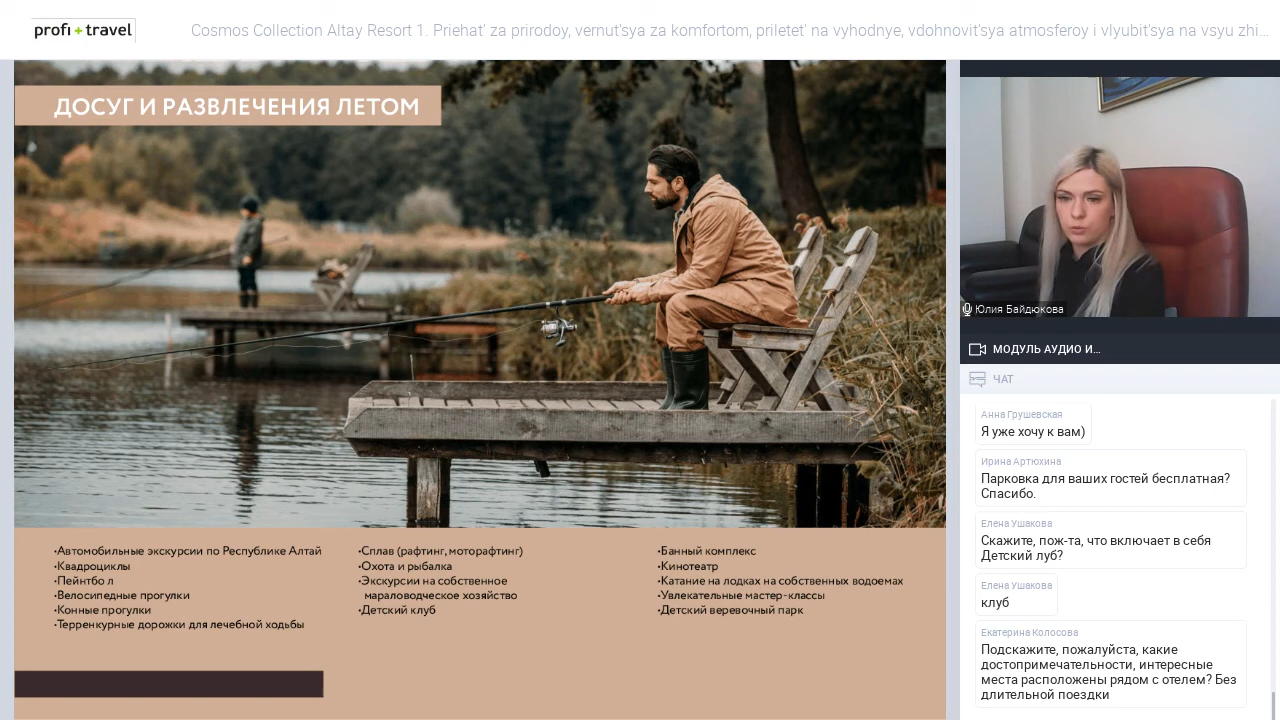 profi+travel
Cosmos Collection Altay Resort 1. Priehat' za prirodoy, vernut'sya za komfortom, priletet' na vyhodnye, vdohnovit'sya atmosferoy i vlyubit'sya na vsyu zhi...
ДОСУГ И РАЗВЛЕЧЕНИЯ ЛЕТОМ
•Автомобильные экскурсии по Республике Алтай
•Квадроциклы
•Пейнтбо л
•Велосипедные прогулки
•Конные прогулки
•Терренкурные дорожки для лечебной ходьбы
•Сплав (рафтинг, моторафтинг)
•Охота и рыбалка
•Экскурсии на собственное
мараловодческое хозяйство
•Детский клуб
•Банный комплекс
•Кинотеатр
•Катание на лодках на собственных водоемах
•Увлекательные мастер-классы
•Детский веревочный парк
Юлия Байдюкова
МОДУЛЬ АУДИО И...
ЧАТ
Анна Грушевская
Я уже хочу к вам)
Ирина Артюхина
Парковка для ваших гостей бесплатная?
Спасибо.
Елена Ушакова
Скажите, пож-та, что включает в себя
Детский луб?
Елена Ушакова
клуб
Екатерина Колосова
Подскажите, пожалуйста, какие
достопримечательности, интересные
места расположены рядом с отелем? Без
длительной поездки